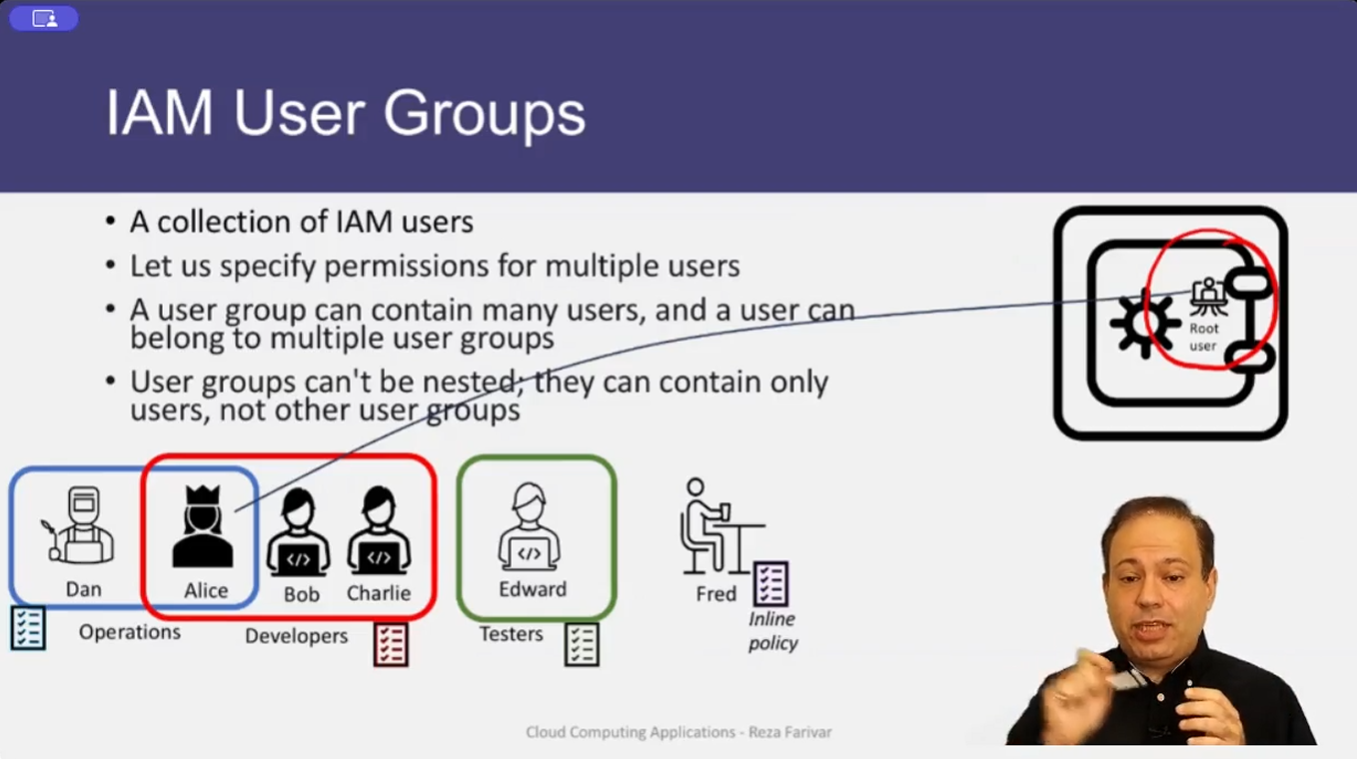 IAM User Groups
• A collection of IAM users
• Let us specify permissions for multiple users
• A user group can contain many users, and a user can
belong to multiple user groups
• User groups can't be nested; they can contain only
users, not other user groups
Root
user
Dan
Alice
Bob
Charlie
Edward
Fred
Operations
Developers
Testers
Inline
policy
</>
</>
</>
Cloud Computing Applications - Reza Farivar